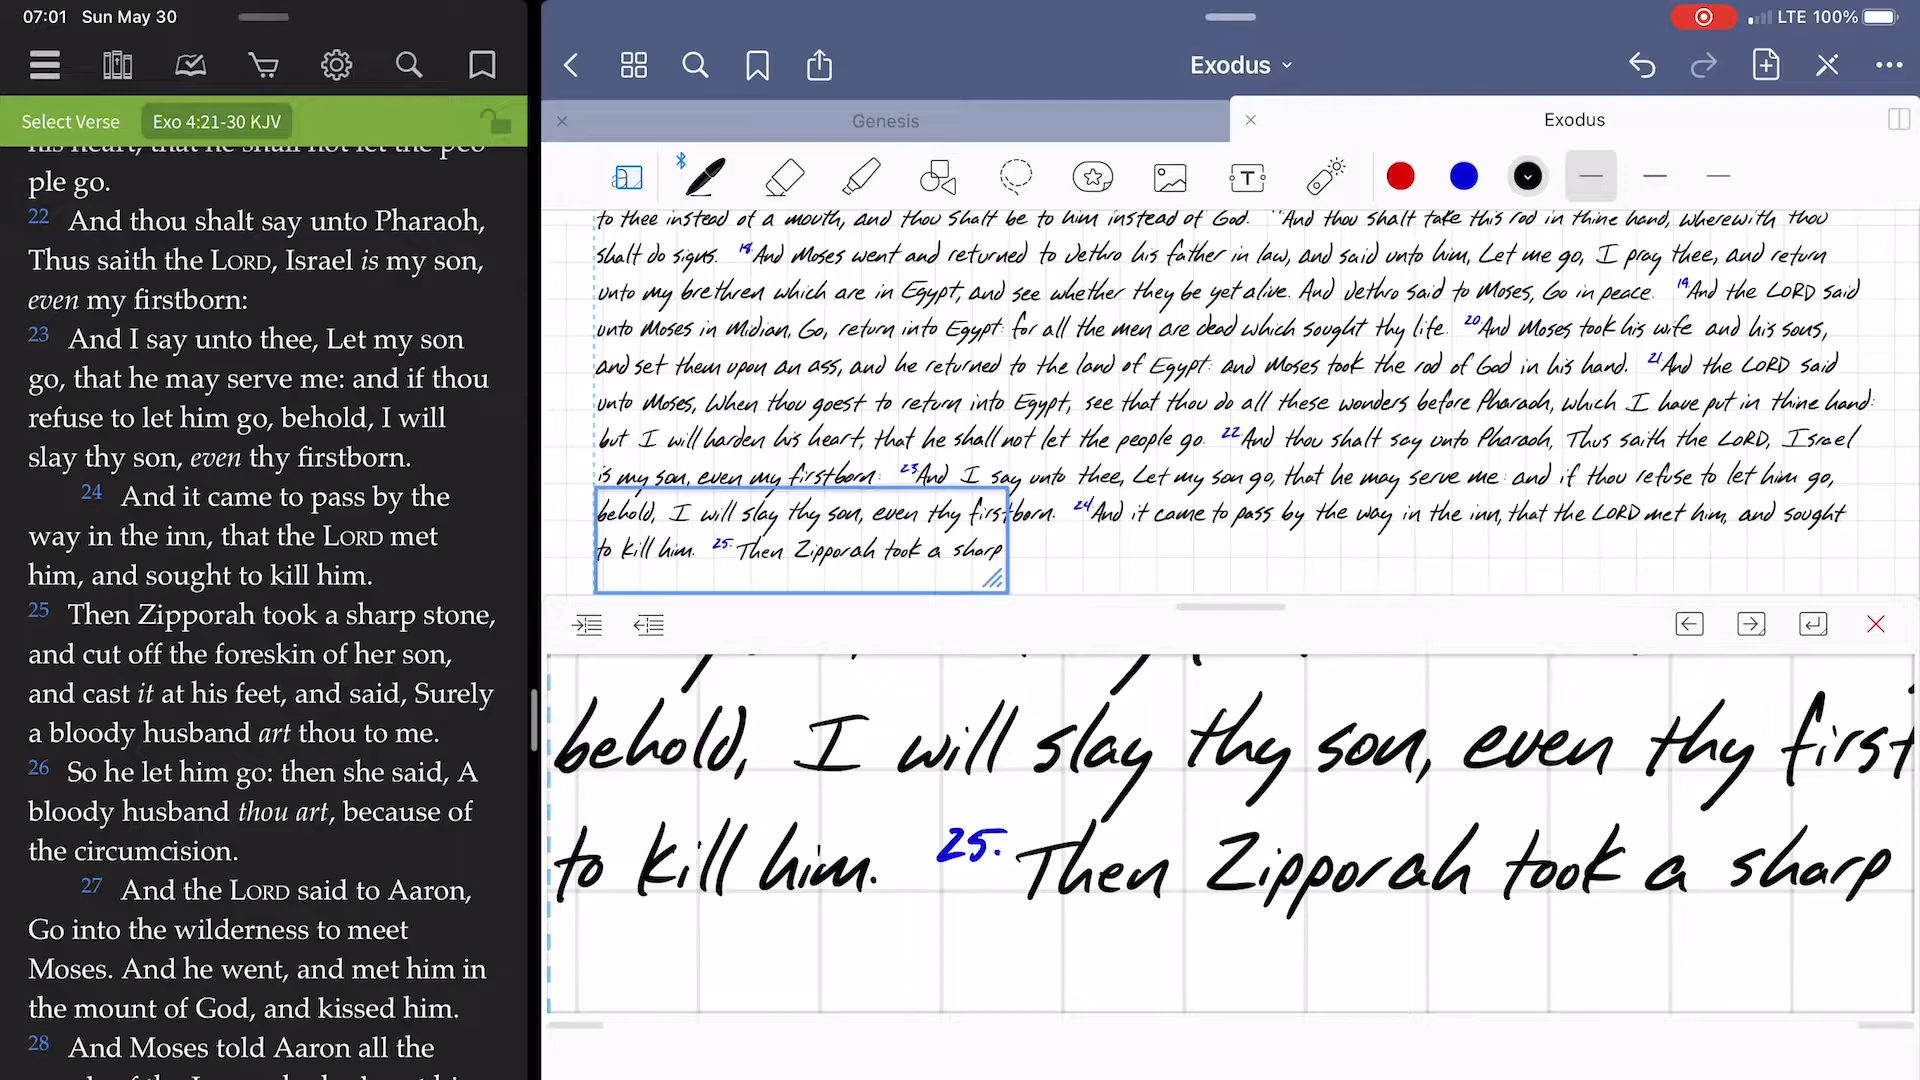 07:01 Sun May 30
LTE 100%
Exodus
Select Verse Exo 4:21-30 KJV
Genesis
Exodus
his heart, that he shall not let the peo
ple go.
22 And thou shalt say unto Pharaoh,
Thus saith the LORD, Israel is my son,
even my firstborn:
23 And I say unto thee, Let my son
go, that he may serve me: and if thou
refuse to let him go, behold, I will
slay thy son, even thy firstborn.
24 And it came to pass by the
way in the inn, that the LORD met
him, and sought to kill him.
25 Then Zipporah took a sharp stone,
and cut off the foreskin of her son,
and cast it at his feet, and said, Surely
a bloody husband art thou to me.
26 So he let him go: then she said, A
bloody husband thou art, because of
the circumcision.
27 And the LORD said to Aaron,
Go into the wilderness to meet
Moses. And he went, and met him in
the mount of God, and kissed him.
28 And Moses told Aaron all the
to thee instead of a mouth, and thou shalt be to him instead of God. And thou shalt take this rod in thine hand, wherewith thou
shalt do signs. 18 And Moses went and returned to Jethro his father in law, and said unto him, Let me go, I pray thee, and return
unto my brethren which are in Egypt, and see whether they be yet alive. And Jethro said to Moses, Go in peace. 19 And the LORD said
unto Moses in Midian, Go, return into Egypt: for all the men are dead which sought thy life. 20 And Moses took his wife and his sons,
and set them upon an ass, and he returned to the land of Egypt: and Moses took the rod of God in his hand. 21 And the LORD said
unto Moses, When thou goest to return into Egypt, see that thou do all these wonders before Pharaoh, which I have put in thine hand:
but I will harden his heart, that he shall not let the people go. 22 And thou shalt say unto Pharaoh, Thus saith the LORD, Israel
is my son, even my firstborn: 23 And I say unto thee, Let my son go, that he may serve me: and if thou refuse to let him go,
behold, I will slay thy son, even thy firstborn. 24 And it came to pass by the way in the inn, that the LORD met him, and sought
to kill him. 25. Then Zipporah took a sharp
behold, I will slay thy son, even thy first
to kill him. 25. Then Zipporah took a sharp